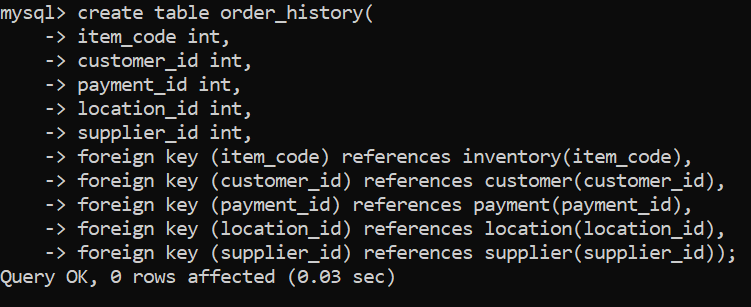 mysql> create table order_history(
    -> item_code int,
    -> customer_id int,
    -> payment_id int,
    -> location_id int,
    -> supplier_id int,
    -> foreign key (item_code) references inventory(item_code),
    -> foreign key (customer_id) references customer(customer_id),
    -> foreign key (payment_id) references payment(payment_id),
    -> foreign key (location_id) references location(location_id),
    -> foreign key (supplier_id) references supplier(supplier_id));
Query OK, 0 rows affected (0.03 sec)